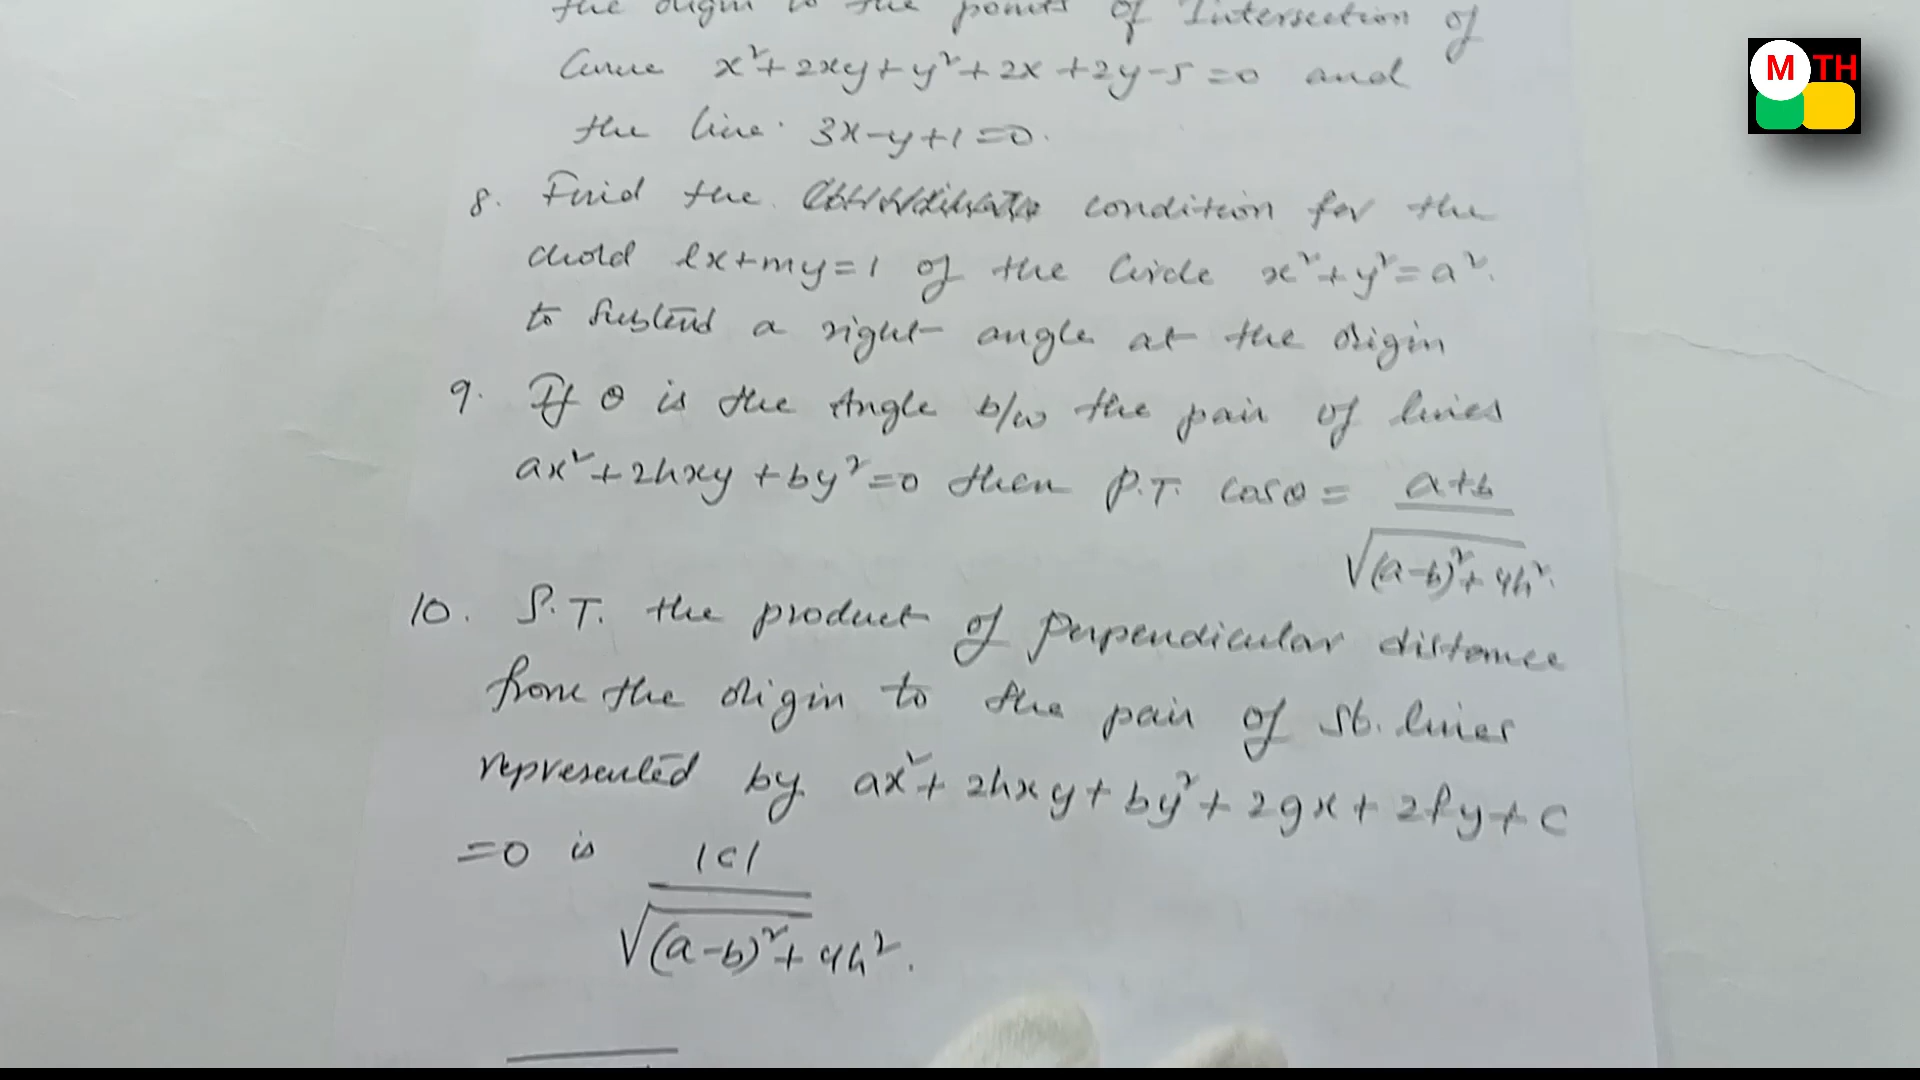 the origin to the points of Intersection of
Curve x²+2xy+y²+2x+2y-5=0 and
the line 3x-y+1=0.
8. Find the condition for the
chord lx+my=1 of the Circle x²+y²=a².
to subtend a right angle at the origin
9. If θ is the Angle b/w the pair of lines
ax²+2hxy+by²=0 then P.T. cosθ = a+b
√(a-b)²+4h².
10. S.T. the product of perpendicular distance
from the origin to the pair of st. lines
represented by ax²+2hxy+by²+2gx+2fy+c
=0 is |c|
√(a-b)²+4h².
M TH